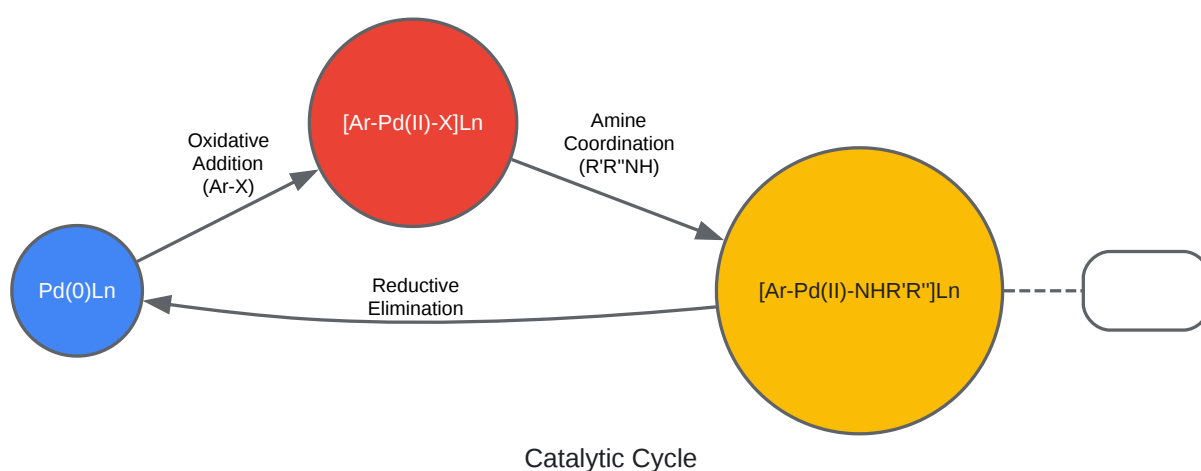 [Ar-Pd(II)-X]Ln
Oxidative
Addition
(Ar-X)
Amine
Coordination
(R'R"NH)
Pd(0)Ln
Reductive
Elimination
[Ar-Pd(II)-NHR'R"]Ln
Catalytic Cycle